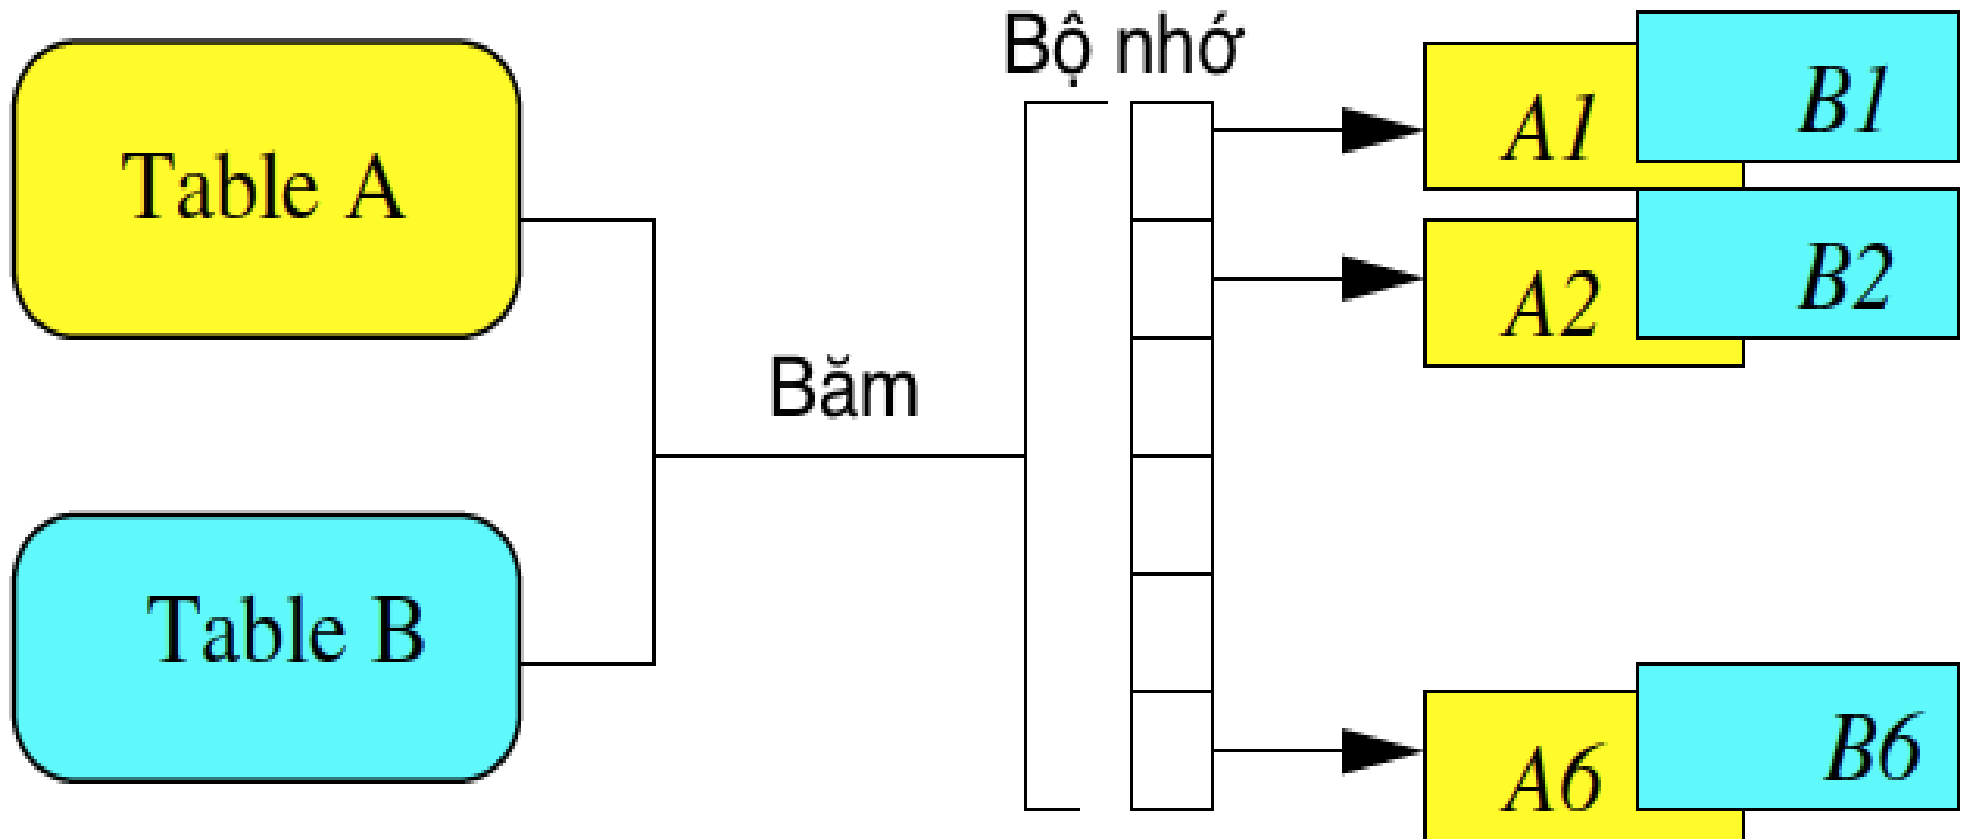 Bộ nhớ
Table A
A1
B1
A2
B2
Băm
Table B
A6
B6